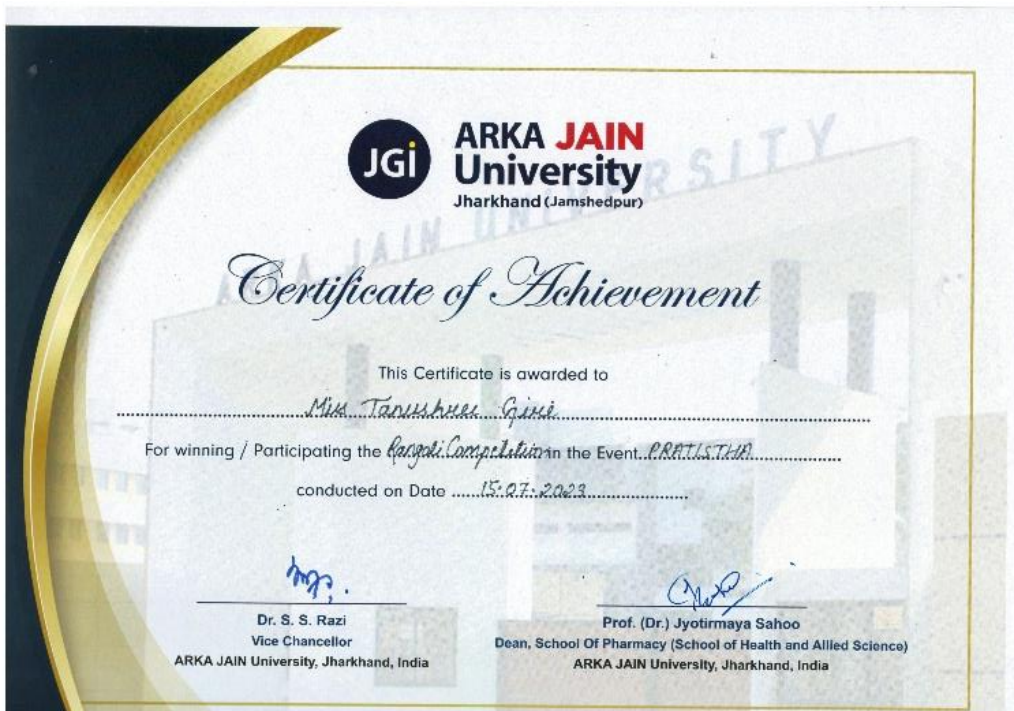 JGi
ARKA JAIN
University
Jharkhand (Jamshedpur)
ARKA JAIN UNIVERSITY
Certificate of Achievement
This Certificate is awarded to
Miss Tanushree Giri
For winning / Participating the Rangoli Competition in the Event PRATISTHA
conducted on Date 15.07.2023
Dr. S. S. Razi
Vice Chancellor
ARKA JAIN University, Jharkhand, India
Prof. (Dr.) Jyotirmaya Sahoo
Dean, School Of Pharmacy (School of Health and Allied Science)
ARKA JAIN University, Jharkhand, India